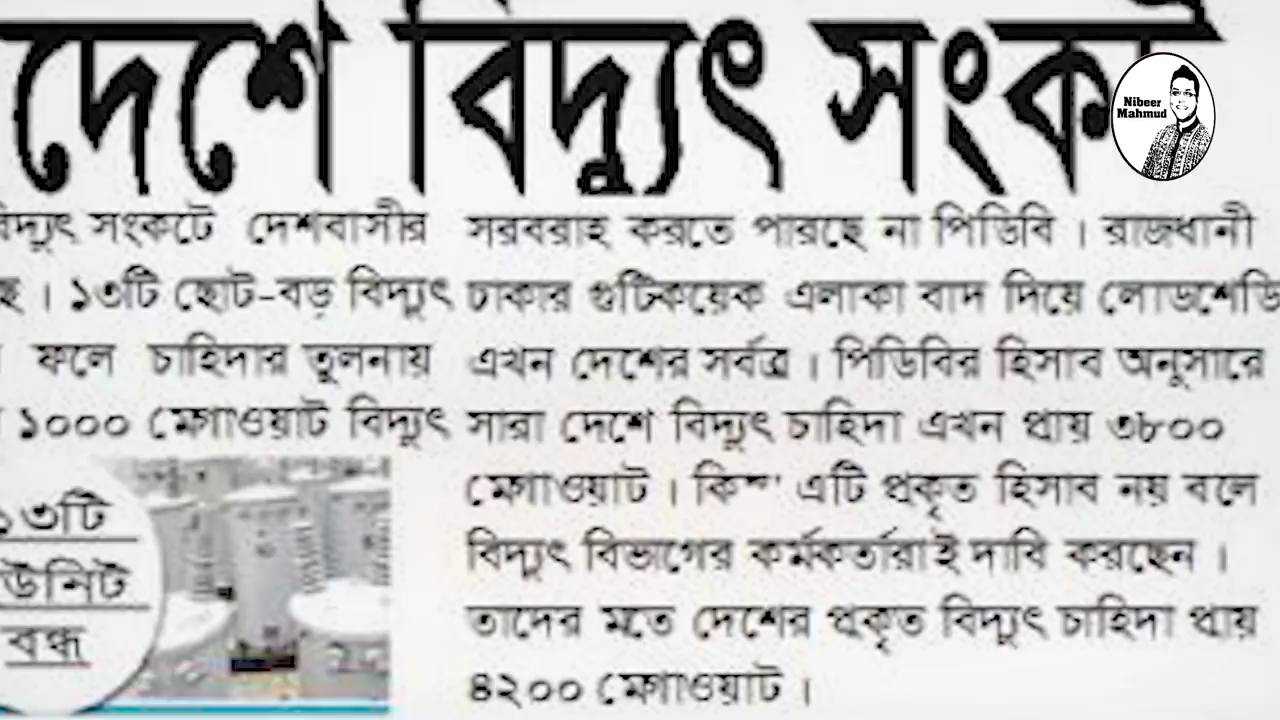 দেশে বিদ্যুৎ সংকট
Nibeer
Mahmud
বিদ্যুৎ সংকটে দেশবাসীর
। ১৩টি ছোট-বড় বিদ্যুৎ
ফলে চাহিদার তুলনায়
১০০০ মেগাওয়াট বিদ্যুৎ
১৩টি
ইউনিট
বন্ধ
সরবরাহ করতে পারছে না পিডিবি । রাজধানী
ঢাকার গুটিকয়েক এলাকা বাদ দিয়ে লোডশেডি
এখন দেশের সর্বত্র । পিডিবির হিসাব অনুসারে
সারা দেশে বিদ্যুৎ চাহিদা এখন প্রায় ৩৮০০
মেগাওয়াট । এটি প্রকৃত হিসাব নয় বলে
বিদ্যুৎ বিভাগের কর্মকর্তারাই দাবি করছেন ।
তাদের মতে দেশের প্রকৃত বিদ্যুৎ চাহিদা প্রায়
৪২০০ মেগাওয়াট ।